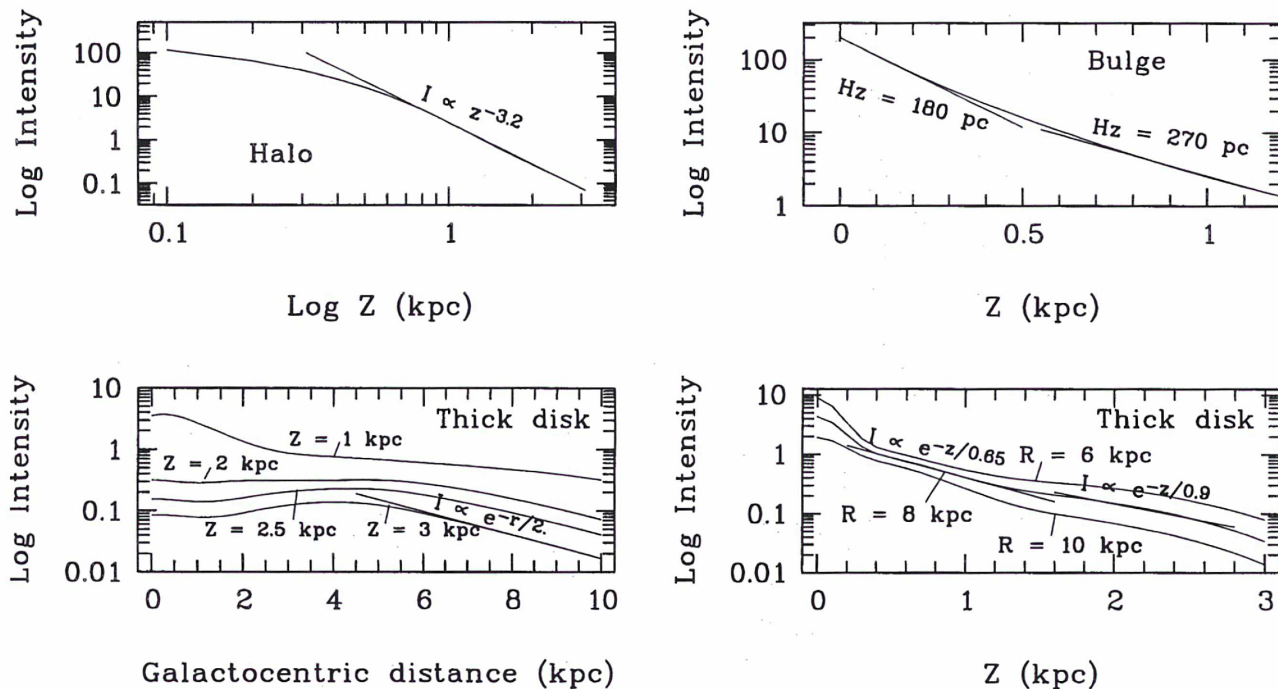 Log Intensity
100
10
1
0.1
I ∝ z−3.2
Halo
0.1
1
Log Z (kpc)
Log Intensity
100
10
1
Bulge
Hz = 180 pc
Hz = 270 pc
0
0.5
1
Z (kpc)
Log Intensity
10
1
0.1
0.01
Thick disk
Z = 1 kpc
Z = 2 kpc
Z = 2.5 kpc
Z = 3 kpc
I ∝ e−r/2.
0 2 4 6 8 10
Galactocentric distance (kpc)
Log Intensity
10
1
0.1
0.01
Thick disk
I ∝ e−z/0.65
R = 6 kpc
I ∝ e−z/0.9
R = 8 kpc
R = 10 kpc
0 1 2 3
Z (kpc)